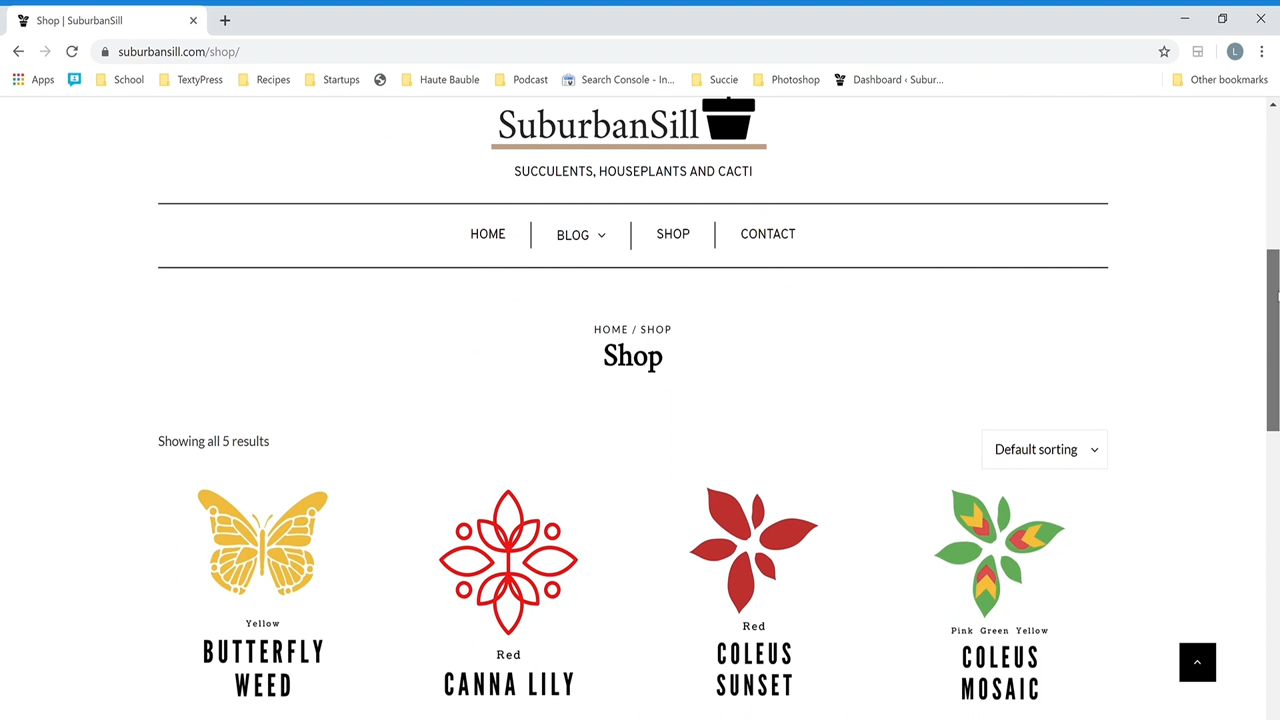 Shop | SuburbanSill
suburbansill.com/shop/
L
Apps School TextyPress Recipes Startups Haute Bauble Podcast Search Console - In... Succie Photoshop Dashboard ‹ Subur... Other bookmarks
SuburbanSill
SUCCULENTS, HOUSEPLANTS AND CACTI
HOME BLOG SHOP CONTACT
HOME / SHOP
Shop
Showing all 5 results
Default sorting
Yellow
BUTTERFLY
WEED
Red
CANNA LILY
Red
COLEUS
SUNSET
Pink Green Yellow
COLEUS
MOSAIC